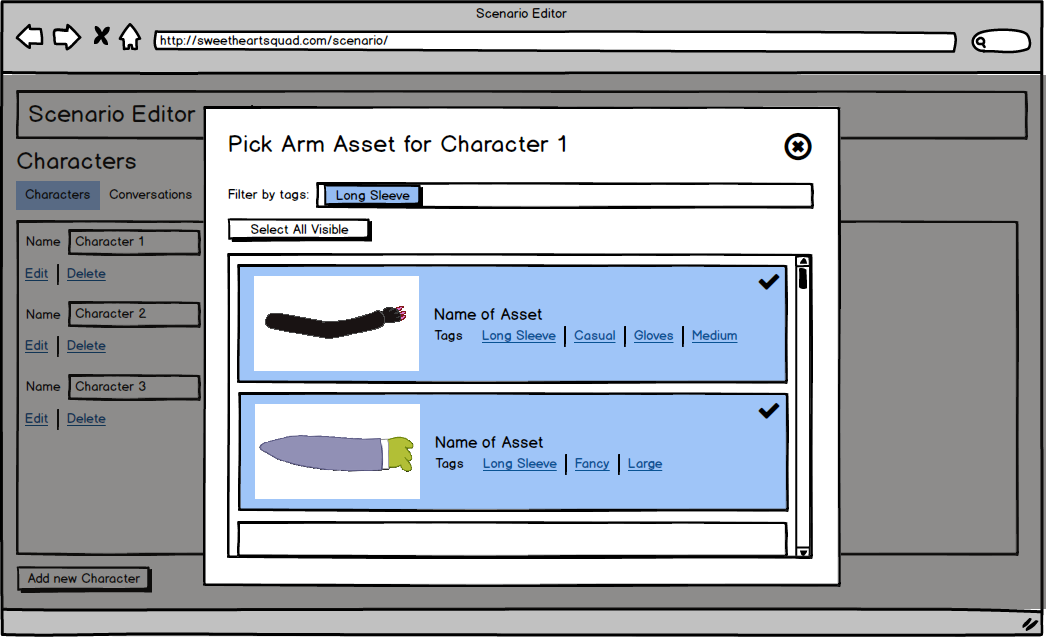 Scenario Editor
http://sweetheartsquad.com/scenario/
Scenario Editor
Characters
Characters Conversations
Name Character 1
Edit Delete
Name Character 2
Edit Delete
Name Character 3
Edit Delete
Add new Character
Pick Arm Asset for Character 1
Filter by tags: Long Sleeve
Select All Visible
Name of Asset
Tags Long Sleeve Casual Gloves Medium
Name of Asset
Tags Long Sleeve Fancy Large